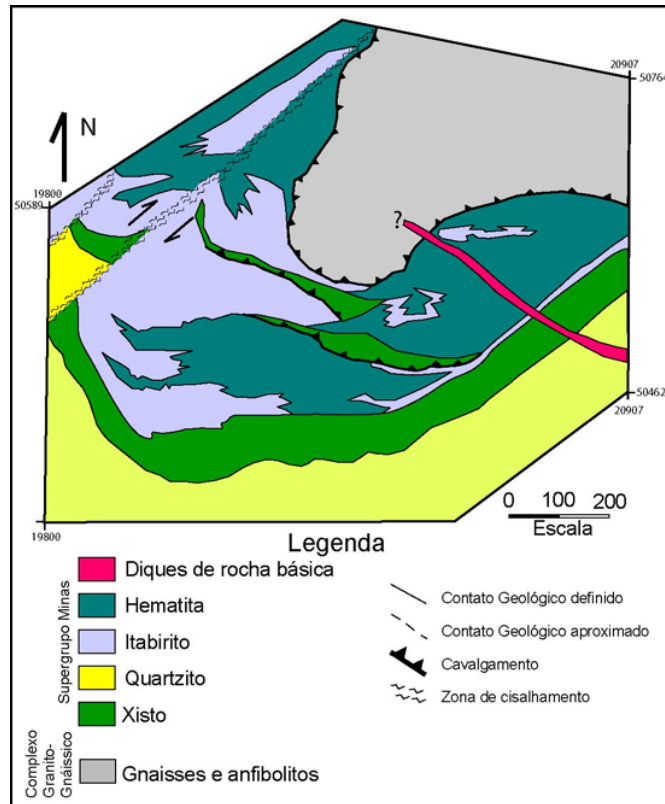 20907
50764
N
19800
50589
?
50462
20907
0 100 200
Escala
19800
Legenda
Supergrupo Minas
Diques de rocha básica
Hematita
Itabirito
Quartzito
Xisto
Complexo
Granito-
Gnáissico
Gnaisses e anfibolitos
Contato Geológico definido
Contato Geológico aproximado
Cavalgamento
Zona de cisalhamento